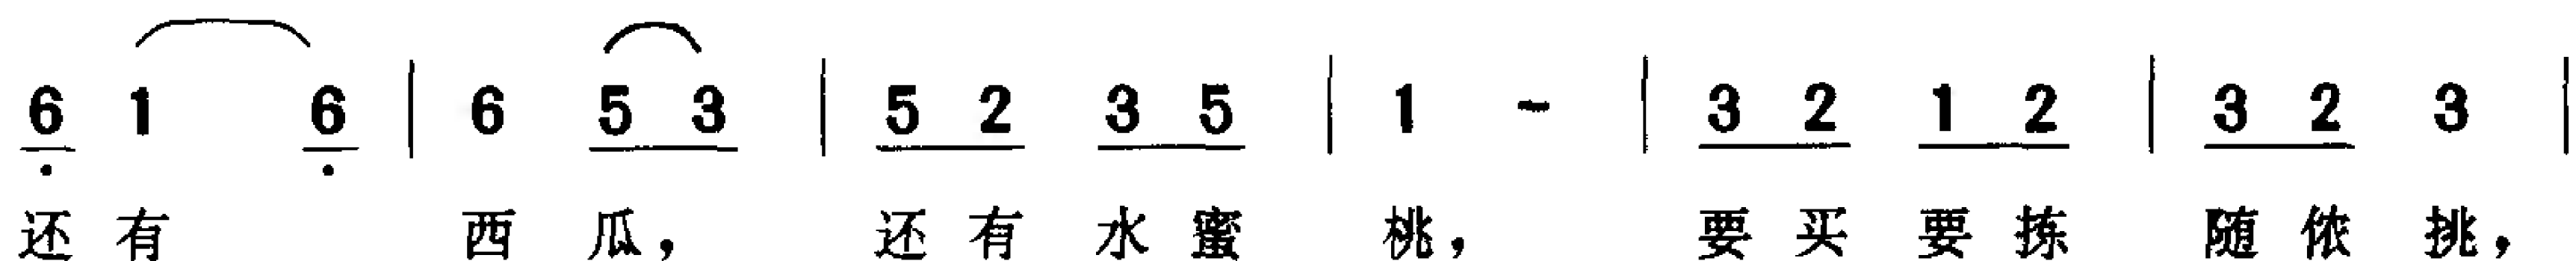 6 1 6 | 6 5 3 | 5 2 3 5 | 1 - | 3 2 1 2 | 3 2 3 |
还有 西瓜， 还有水蜜 桃， 要买要拣 随侬挑，